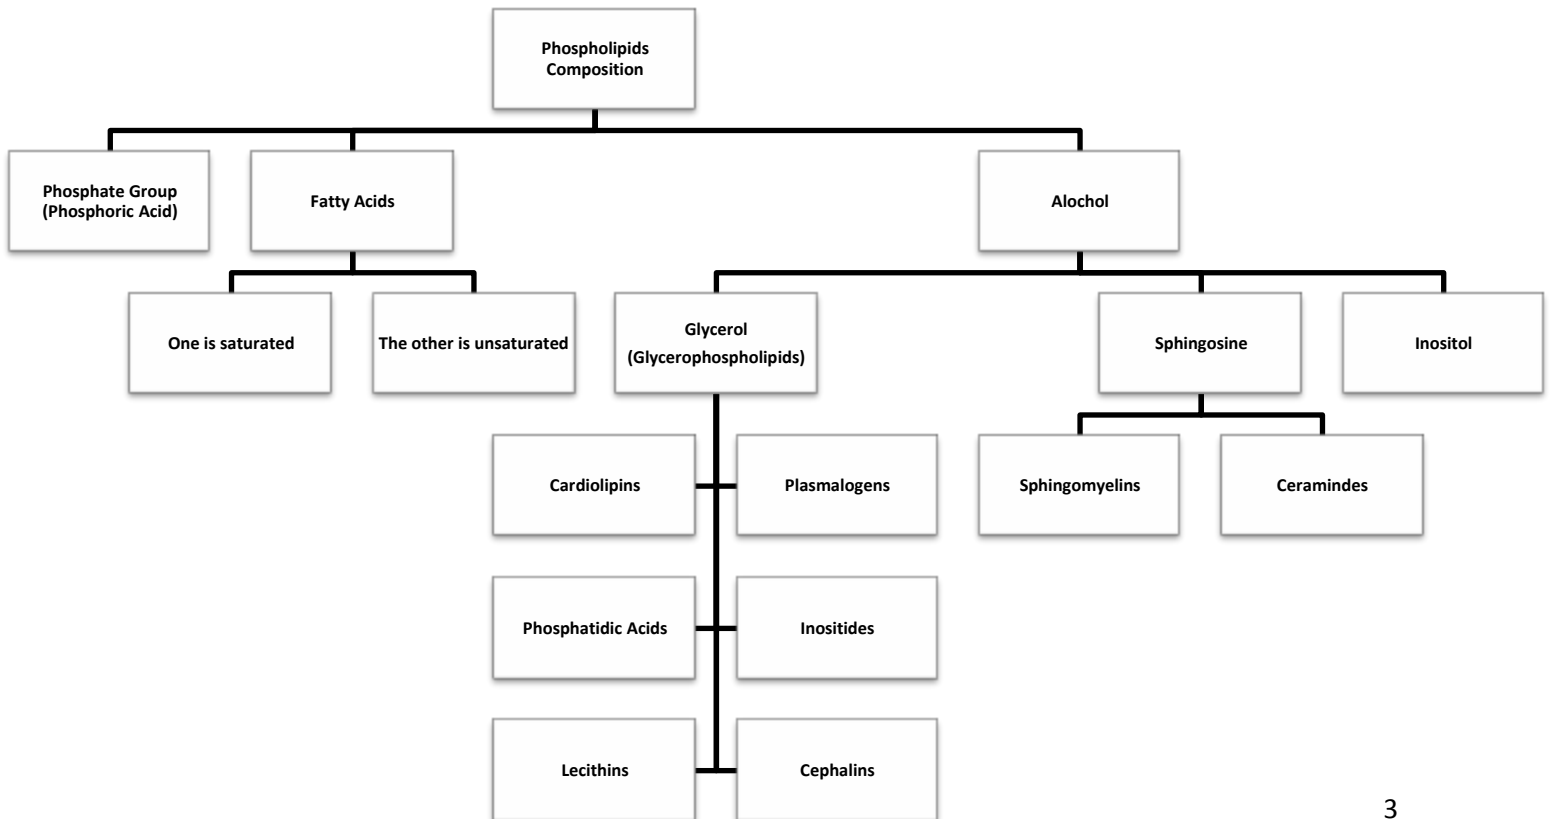 Phospholipids
Composition
Phosphate Group
(Phosphoric Acid)
Fatty Acids
Alochol
One is saturated
The other is unsaturated
Glycerol
(Glycerophospholipids)
Sphingosine
Inositol
Cardiolipins
Plasmalogens
Sphingomyelins
Ceramindes
Phosphatidic Acids
Inositides
Lecithins
Cephalins
3